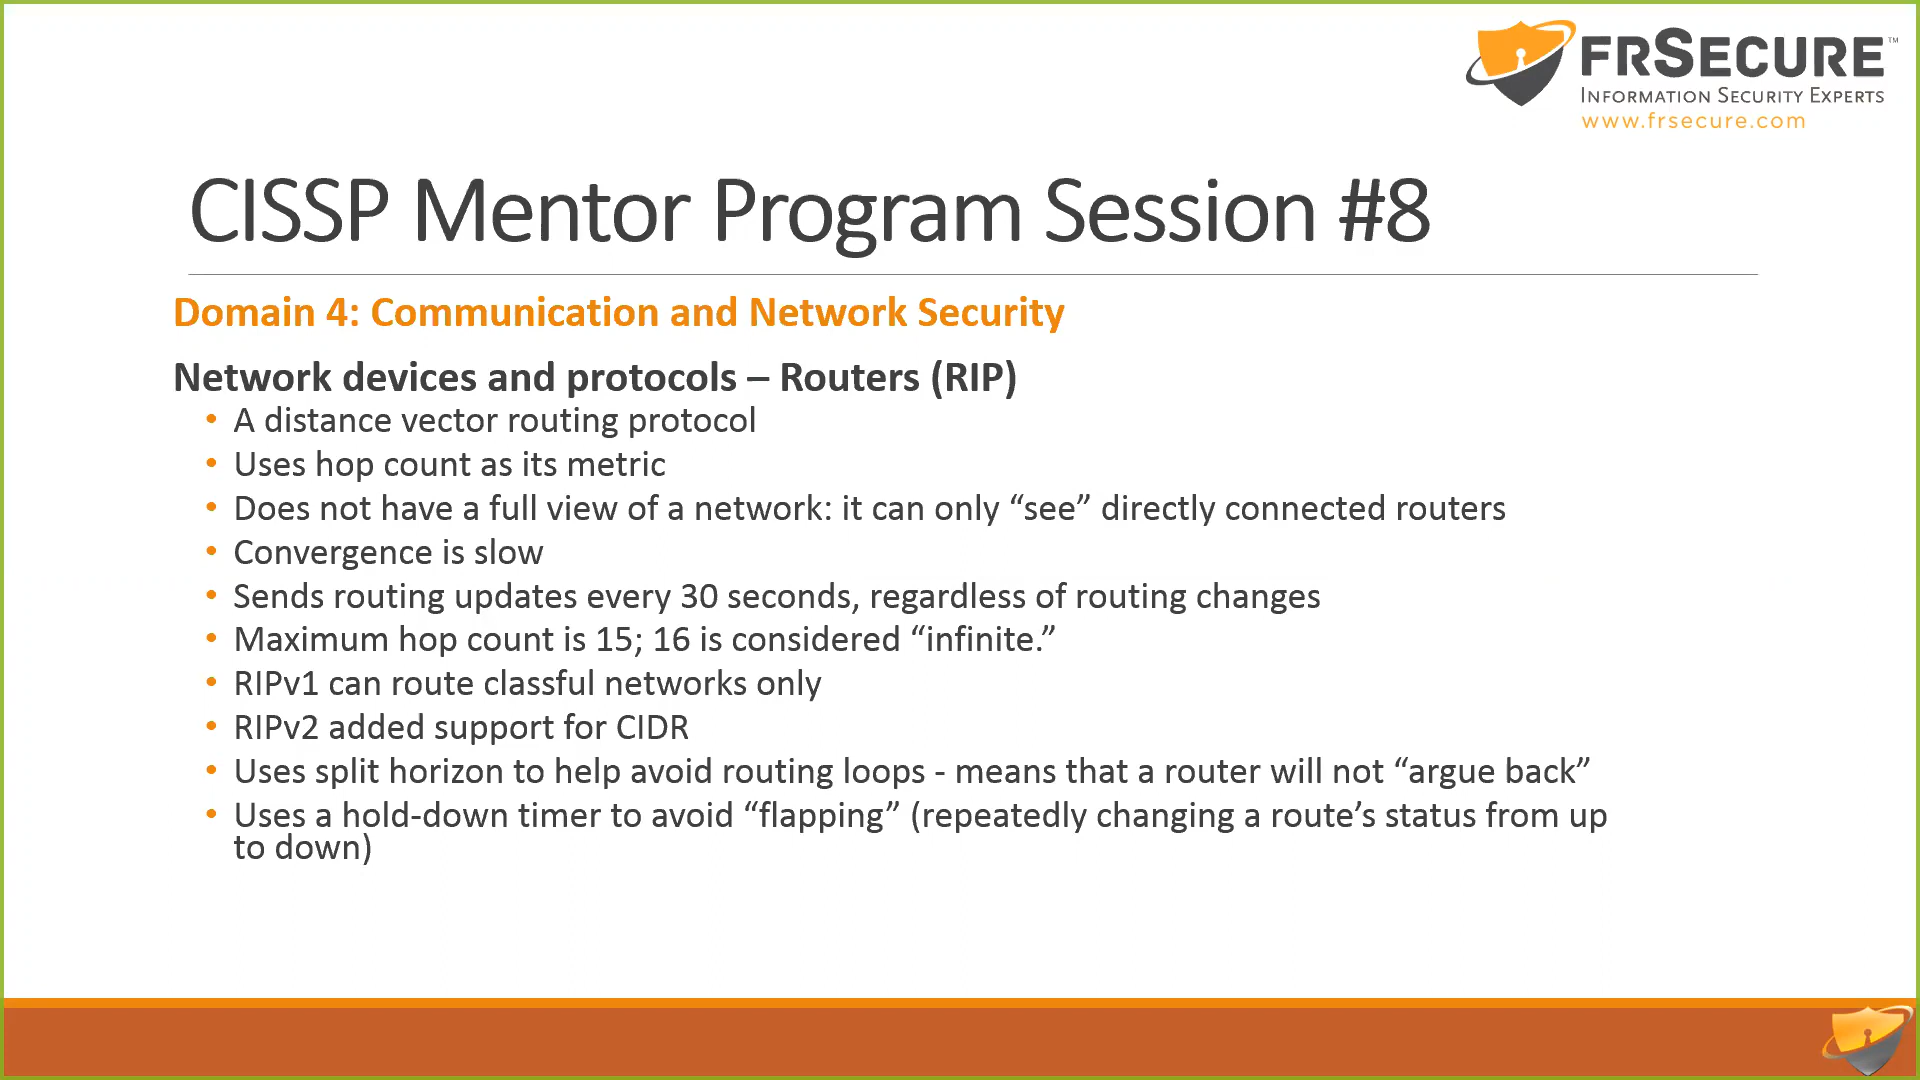 FRSECURE™
INFORMATION SECURITY EXPERTS
www.frsecure.com
CISSP Mentor Program Session #8
Domain 4: Communication and Network Security
Network devices and protocols – Routers (RIP)
• A distance vector routing protocol
• Uses hop count as its metric
• Does not have a full view of a network: it can only “see” directly connected routers
• Convergence is slow
• Sends routing updates every 30 seconds, regardless of routing changes
• Maximum hop count is 15; 16 is considered “infinite.”
• RIPv1 can route classful networks only
• RIPv2 added support for CIDR
• Uses split horizon to help avoid routing loops - means that a router will not “argue back”
• Uses a hold-down timer to avoid “flapping” (repeatedly changing a route’s status from up
to down)